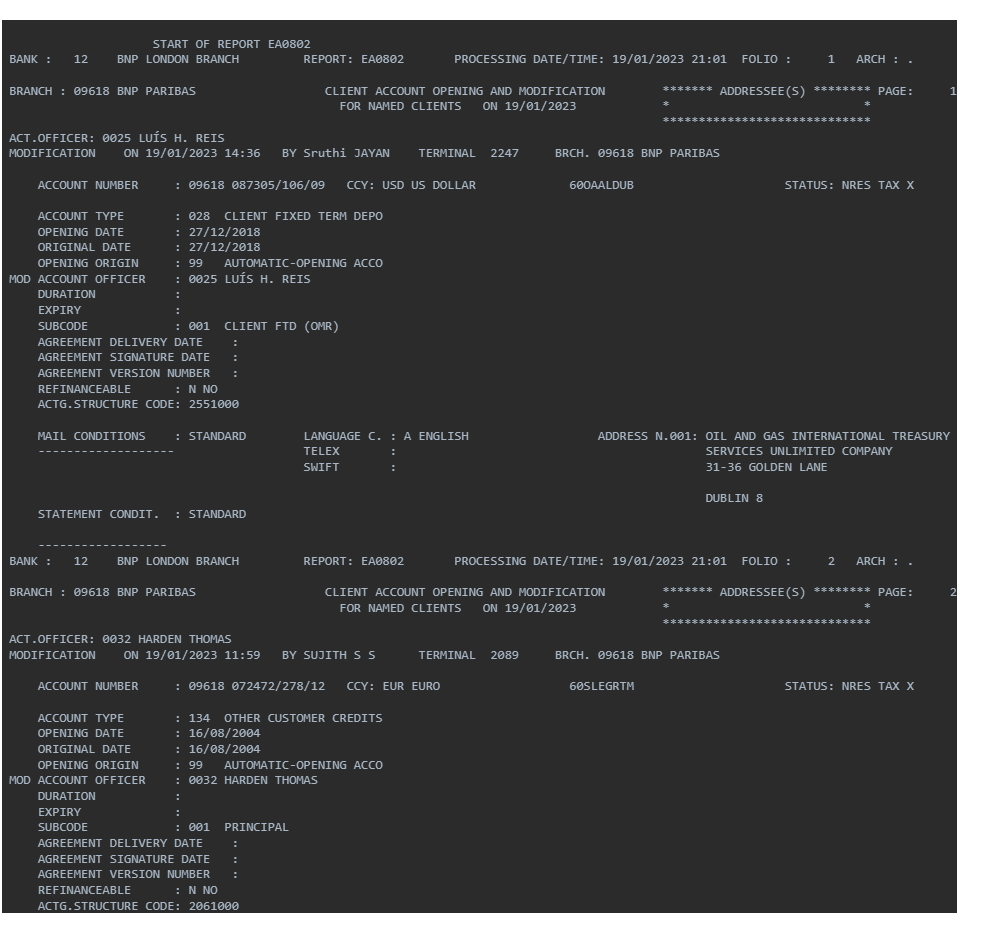 START OF REPORT EA0802
BANK :   12    BNP LONDON BRANCH         REPORT: EA0802       PROCESSING DATE/TIME: 19/01/2023 21:01  FOLIO :     1   ARCH : .
BRANCH : 09618 BNP PARIBAS                  CLIENT ACCOUNT OPENING AND MODIFICATION        ******* ADDRESSEE(S) ******** PAGE:     1
FOR NAMED CLIENTS   ON 19/01/2023            *                           *
*****************************
ACT.OFFICER: 0025 LUÍS H. REIS
MODIFICATION    ON 19/01/2023 14:36   BY Sruthi JAYAN    TERMINAL  2247     BRCH. 09618 BNP PARIBAS
ACCOUNT NUMBER     : 09618 087305/106/09   CCY: USD US DOLLAR             60OAALDUB                     STATUS: NRES TAX X
ACCOUNT TYPE       : 028  CLIENT FIXED TERM DEPO
OPENING DATE       : 27/12/2018
ORIGINAL DATE      : 27/12/2018
OPENING ORIGIN     : 99   AUTOMATIC-OPENING ACCO
MOD ACCOUNT OFFICER    : 0025 LUÍS H. REIS
DURATION           :
EXPIRY             :
SUBCODE            : 001  CLIENT FTD (OMR)
AGREEMENT DELIVERY DATE    :
AGREEMENT SIGNATURE DATE   :
AGREEMENT VERSION NUMBER   :
REFINANCEABLE      : N NO
ACTG.STRUCTURE CODE: 2551000
MAIL CONDITIONS    : STANDARD        LANGUAGE C. : A ENGLISH                  ADDRESS N.001: OIL AND GAS INTERNATIONAL TREASURY
-------------------                  TELEX       :                                           SERVICES UNLIMITED COMPANY
SWIFT       :                                           31-36 GOLDEN LANE
DUBLIN 8
STATEMENT CONDIT.  : STANDARD
------------------
BANK :   12    BNP LONDON BRANCH         REPORT: EA0802       PROCESSING DATE/TIME: 19/01/2023 21:01  FOLIO :     2   ARCH : .
BRANCH : 09618 BNP PARIBAS                  CLIENT ACCOUNT OPENING AND MODIFICATION        ******* ADDRESSEE(S) ******** PAGE:     2
FOR NAMED CLIENTS   ON 19/01/2023            *                           *
*****************************
ACT.OFFICER: 0032 HARDEN THOMAS
MODIFICATION    ON 19/01/2023 11:59   BY SUJITH S S      TERMINAL  2089     BRCH. 09618 BNP PARIBAS
ACCOUNT NUMBER     : 09618 072472/278/12   CCY: EUR EURO                  60SLEGRTM                     STATUS: NRES TAX X
ACCOUNT TYPE       : 134  OTHER CUSTOMER CREDITS
OPENING DATE       : 16/08/2004
ORIGINAL DATE      : 16/08/2004
OPENING ORIGIN     : 99   AUTOMATIC-OPENING ACCO
MOD ACCOUNT OFFICER    : 0032 HARDEN THOMAS
DURATION           :
EXPIRY             :
SUBCODE            : 001  PRINCIPAL
AGREEMENT DELIVERY DATE    :
AGREEMENT SIGNATURE DATE   :
AGREEMENT VERSION NUMBER   :
REFINANCEABLE      : N NO
ACTG.STRUCTURE CODE: 2061000